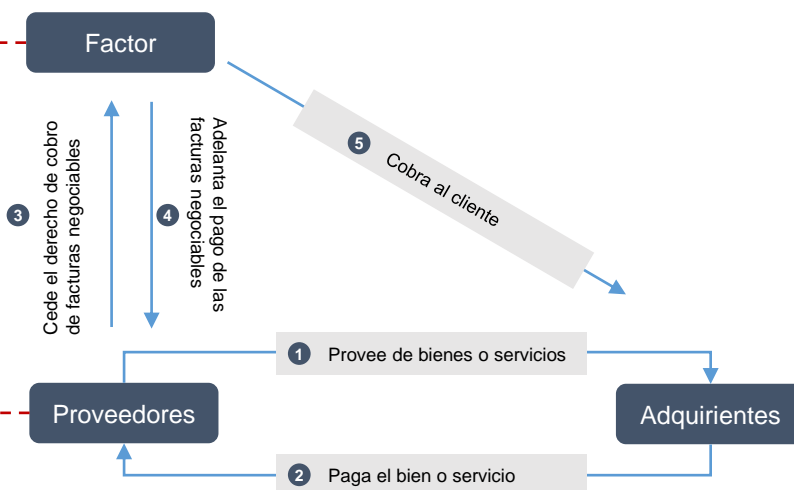 Factor
5
Cobra al cliente
3
Cede el derecho de cobro
de facturas negociables
4
Adelanta el pago de las
facturas negociables
1 Provee de bienes o servicios
Proveedores
Adquirientes
2 Paga el bien o servicio